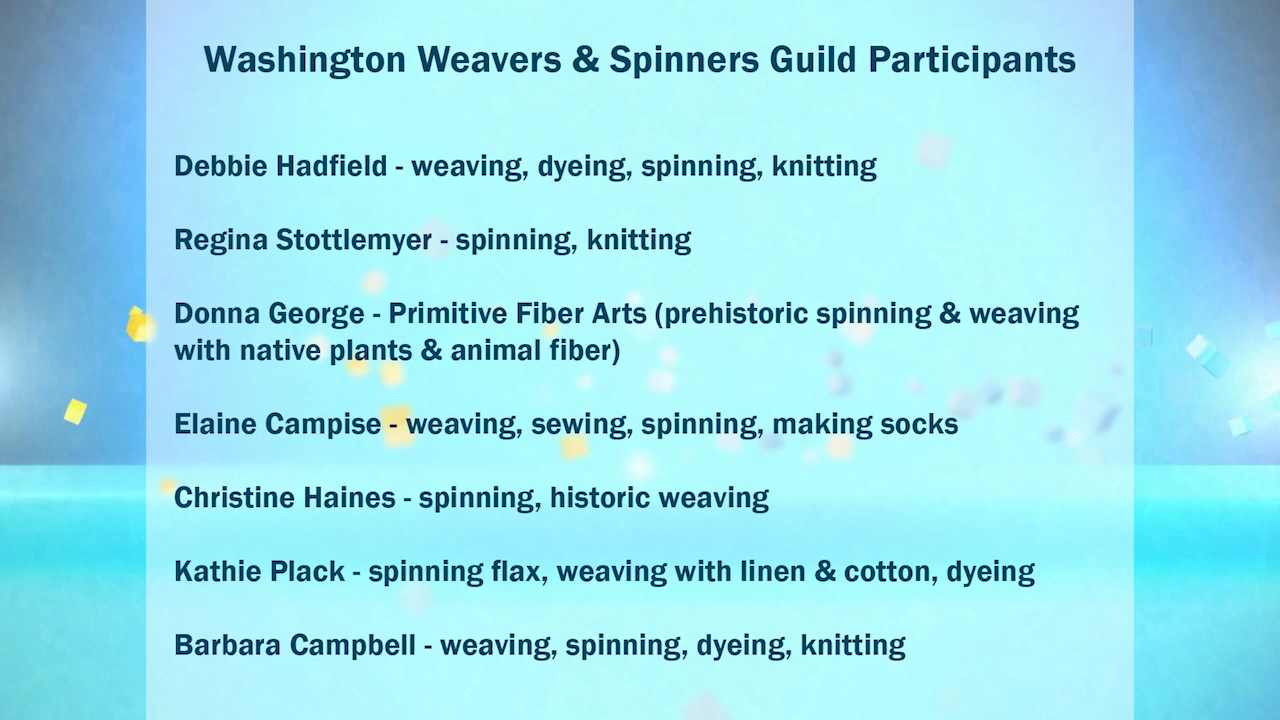 Washington Weavers & Spinners Guild Participants
Debbie Hadfield - weaving, dyeing, spinning, knitting
Regina Stottlemyer - spinning, knitting
Donna George - Primitive Fiber Arts (prehistoric spinning & weaving
with native plants & animal fiber)
Elaine Campise - weaving, sewing, spinning, making socks
Christine Haines - spinning, historic weaving
Kathie Plack - spinning flax, weaving with linen & cotton, dyeing
Barbara Campbell - weaving, spinning, dyeing, knitting